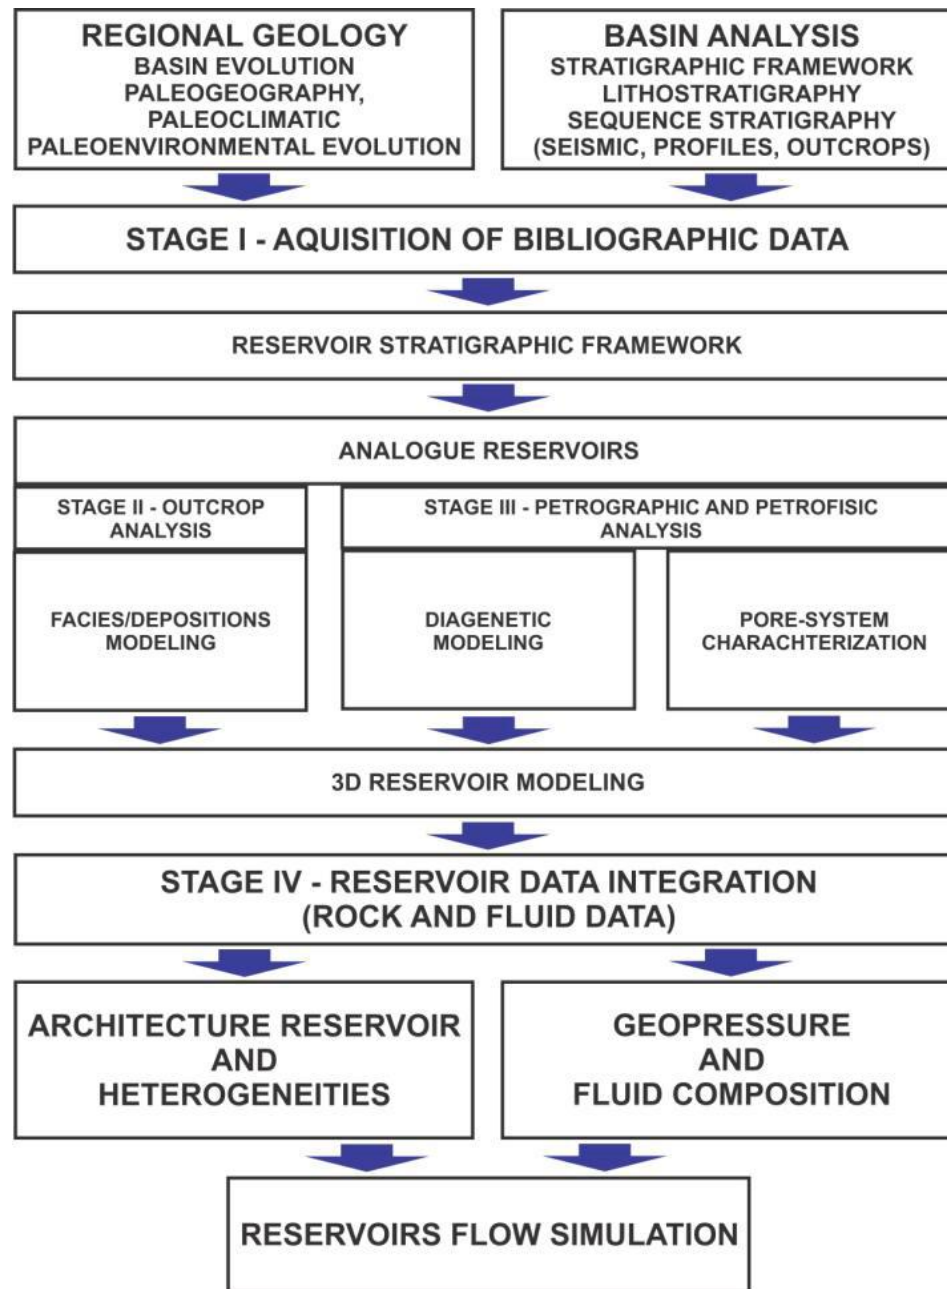 REGIONAL GEOLOGY
BASIN EVOLUTION
PALEOGEOGRAPHY,
PALEOCLIMATIC
PALEOENVIRONMENTAL EVOLUTION
BASIN ANALYSIS
STRATIGRAPHIC FRAMEWORK
LITHOSTRATIGRAPHY
SEQUENCE STRATIGRAPHY
(SEISMIC, PROFILES, OUTCROPS)
STAGE I - AQUISITION OF BIBLIOGRAPHIC DATA
RESERVOIR STRATIGRAPHIC FRAMEWORK
ANALOGUE RESERVOIRS
STAGE II - OUTCROP
ANALYSIS
STAGE III - PETROGRAPHIC AND PETROFISIC
ANALYSIS
FACIES/DEPOSITIONS
MODELING
DIAGENETIC
MODELING
PORE-SYSTEM
CHARACHTERIZATION
3D RESERVOIR MODELING
STAGE IV - RESERVOIR DATA INTEGRATION
(ROCK AND FLUID DATA)
ARCHITECTURE RESERVOIR
AND
HETEROGENEITIES
GEOPRESSURE
AND
FLUID COMPOSITION
RESERVOIRS FLOW SIMULATION